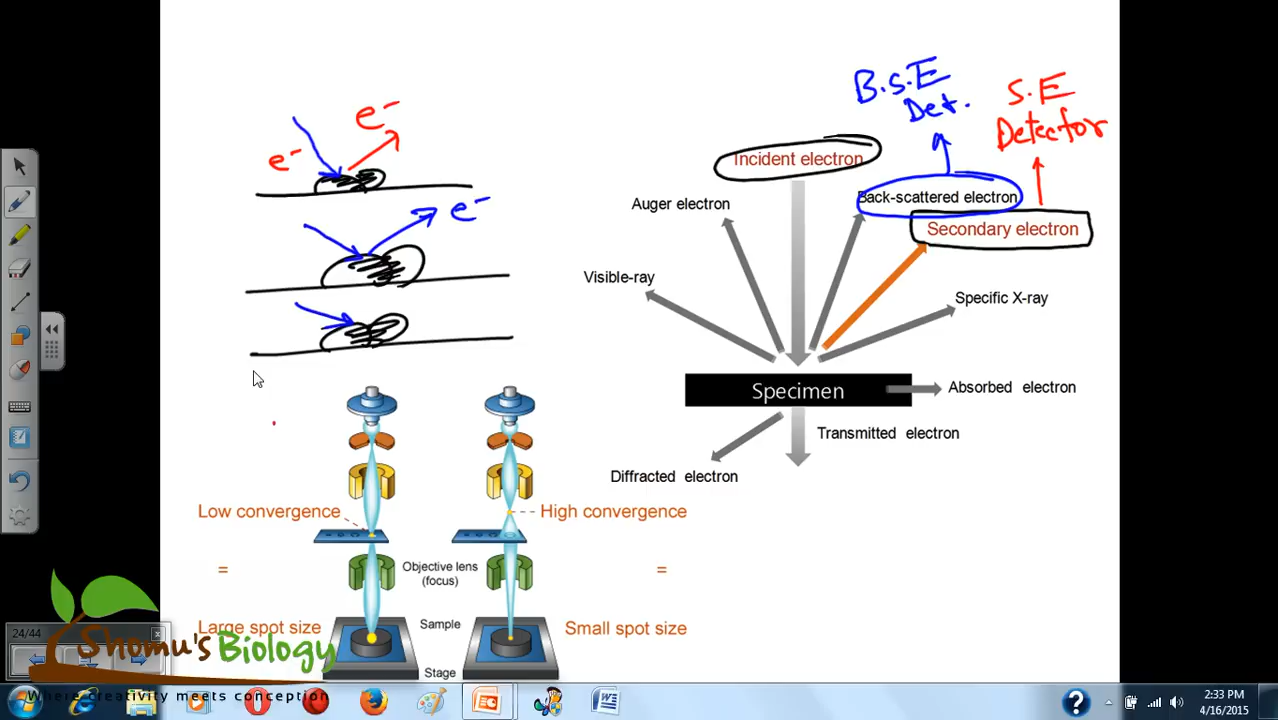 B.S.E
Det.
S.E
Detector
e-
e-
Incident electron
Back-scattered electron
Auger electron
e-
Secondary electron
Visible-ray
Specific X-ray
Specimen
Absorbed electron
Transmitted electron
Diffracted electron
Low convergence
High convergence
=
Objective lens
(focus)
=
Large spot size
Sample
Small spot size
24/44
Shomu's Biology
Stage
Where creativity meets conception
2:33 PM
4/16/2015